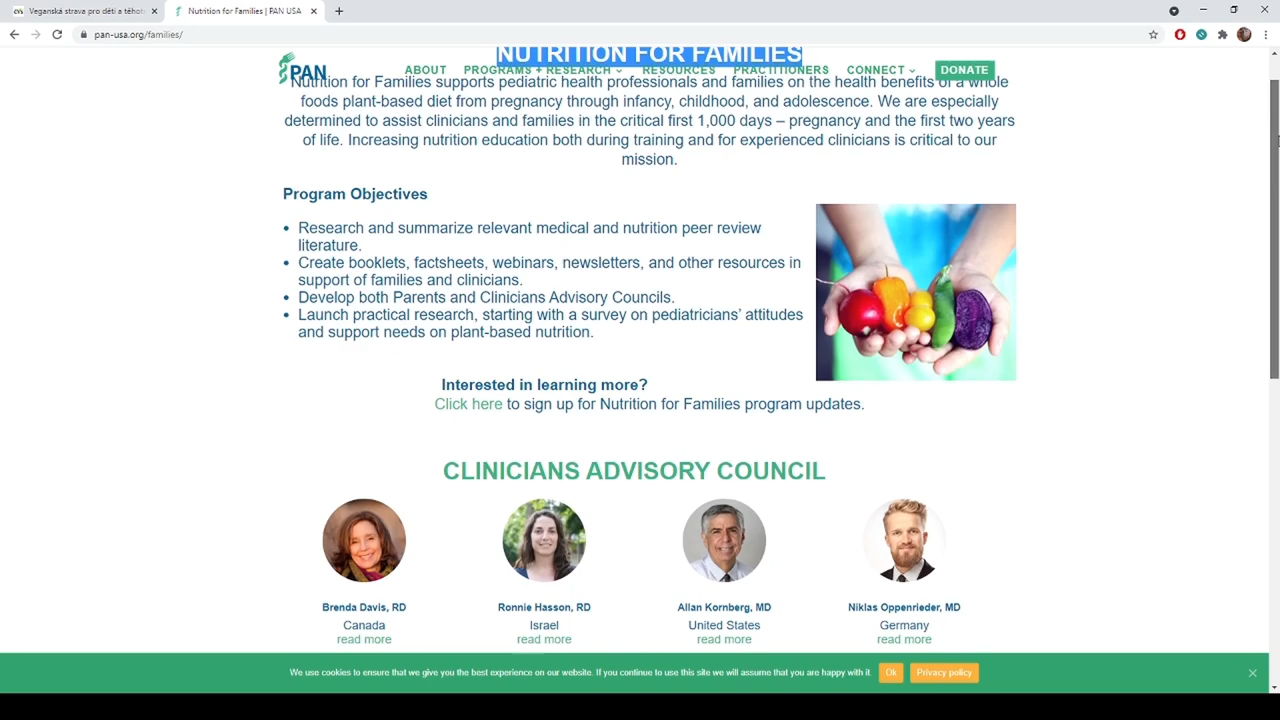 Veganská strava pro děti a těhot
Nutrition for Families | PAN USA
pan-usa.org/families/
NUTRITION FOR FAMILIES
PAN
ABOUT
PROGRAMS + RESEARCH
RESOURCES
PRACTITIONERS
CONNECT
DONATE
Nutrition for Families supports pediatric health professionals and families on the health benefits of a whole
foods plant-based diet from pregnancy through infancy, childhood, and adolescence. We are especially
determined to assist clinicians and families in the critical first 1,000 days – pregnancy and the first two years
of life. Increasing nutrition education both during training and for experienced clinicians is critical to our
mission.
Program Objectives
• Research and summarize relevant medical and nutrition peer review
literature.
• Create booklets, factsheets, webinars, newsletters, and other resources in
support of families and clinicians.
• Develop both Parents and Clinicians Advisory Councils.
• Launch practical research, starting with a survey on pediatricians' attitudes
and support needs on plant-based nutrition.
Interested in learning more?
Click here to sign up for Nutrition for Families program updates.
CLINICIANS ADVISORY COUNCIL
Brenda Davis, RD
Canada
read more
Ronnie Hasson, RD
Israel
read more
Allan Kornberg, MD
United States
read more
Niklas Oppenrieder, MD
Germany
read more
We use cookies to ensure that we give you the best experience on our website. If you continue to use this site we will assume that you are happy with it.
Ok
Privacy policy